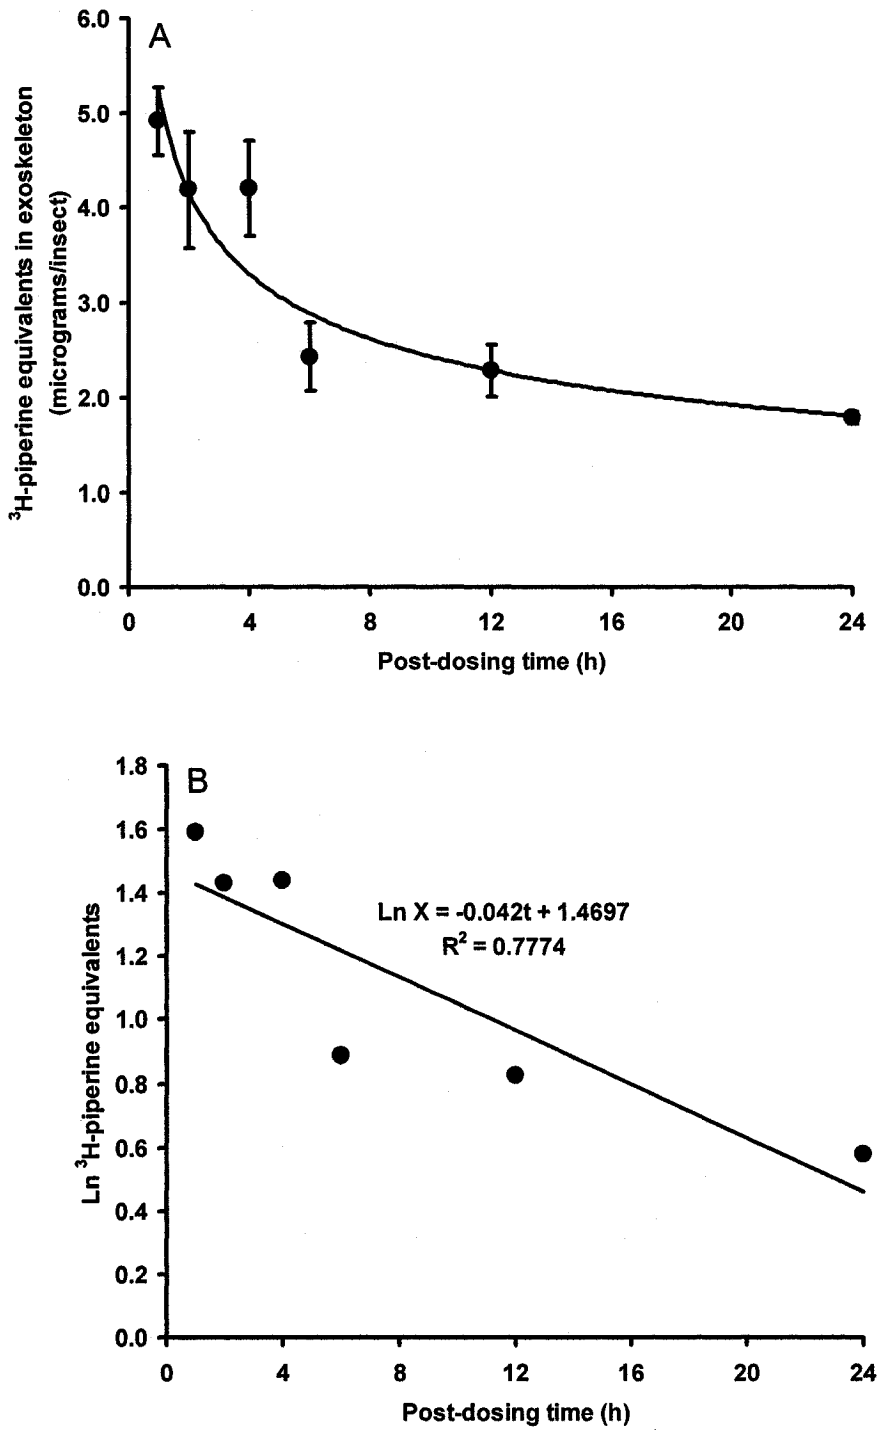 A
6.0
5.0
4.0
3.0
2.0
1.0
0.0
³H-piperine equivalents in exoskeleton
(micrograms/insect)
0 4 8 12 16 20 24
Post-dosing time (h)
B
1.8
1.6
1.4
1.2
1.0
0.8
0.6
0.4
0.2
0.0
Ln ³H-piperine equivalents
Ln X = -0.042t + 1.4697
R² = 0.7774
0 4 8 12 16 20 24
Post-dosing time (h)